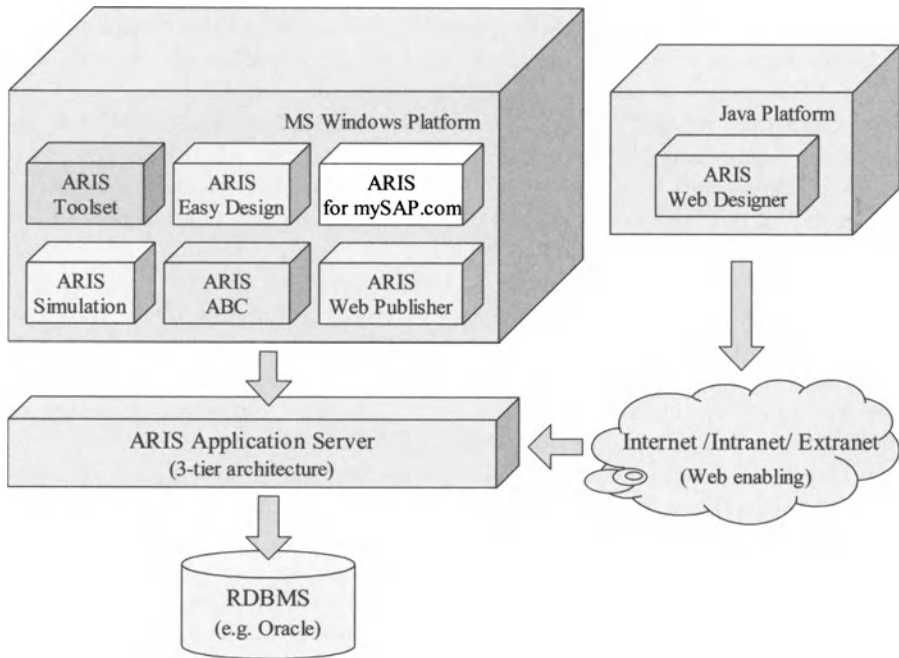 MS Windows Platform
ARIS
Toolset
ARIS
Easy Design
ARIS
for mySAP.com
ARIS
Simulation
ARIS
ABC
ARIS
Web Publisher
Java Platform
ARIS
Web Designer
ARIS Application Server
(3-tier architecture)
Internet /Intranet/ Extranet
(Web enabling)
RDBMS
(e.g. Oracle)